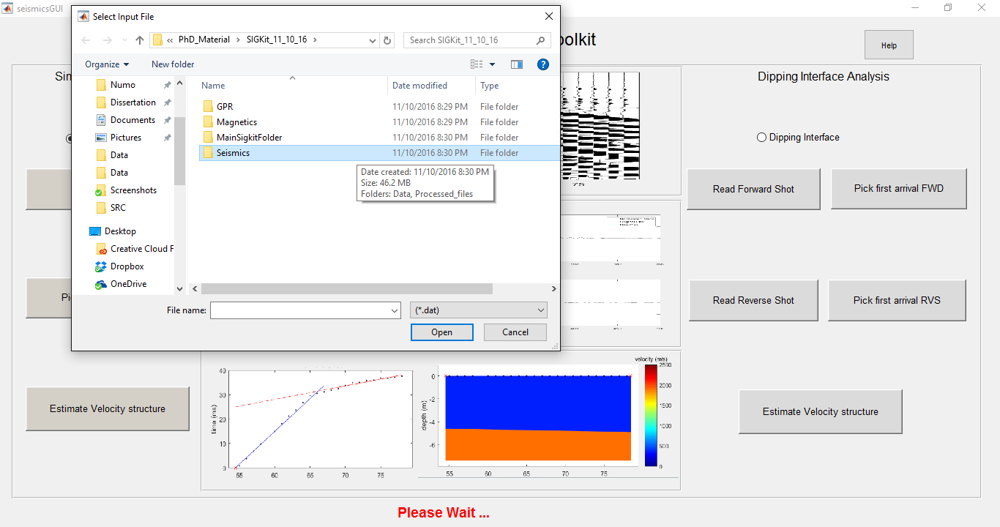 seismicsGUI
Select Input File
« PhD_Material › SIGKit_11_10_16 ›
Search SIGKit_11_10_16
oolkit
Help
Organize
New folder
Sim
Dipping Interface Analysis
Numo
Dissertation
Documents
Pictures
Data
Data
Screenshots
SRC
Desktop
Creative Cloud F
Dropbox
OneDrive
Name Date modified Type
GPR 11/10/2016 8:29 PM File folder
Magnetics 11/10/2016 8:29 PM File folder
MainSigkitFolder 11/10/2016 8:30 PM File folder
Seismics 11/10/2016 8:30 PM File folder
Date created: 11/10/2016 8:30 PM
Size: 46.2 MB
Folders: Data, Processed_files
File name:
(*.dat)
Open
Cancel
75
Dipping Interface
Read Forward Shot
Pick first arrival FWD
Read Reverse Shot
Pick first arrival RVS
Pi
Estimate Velocity structure
time (ms)
40
30
20
10
0
55 60 65 70 75
depth (m)
0
-2
-4
-6
55 60 65 70 75
velocity (m/s)
2500
2000
1500
1000
500
0
Estimate Velocity structure
Please Wait ...